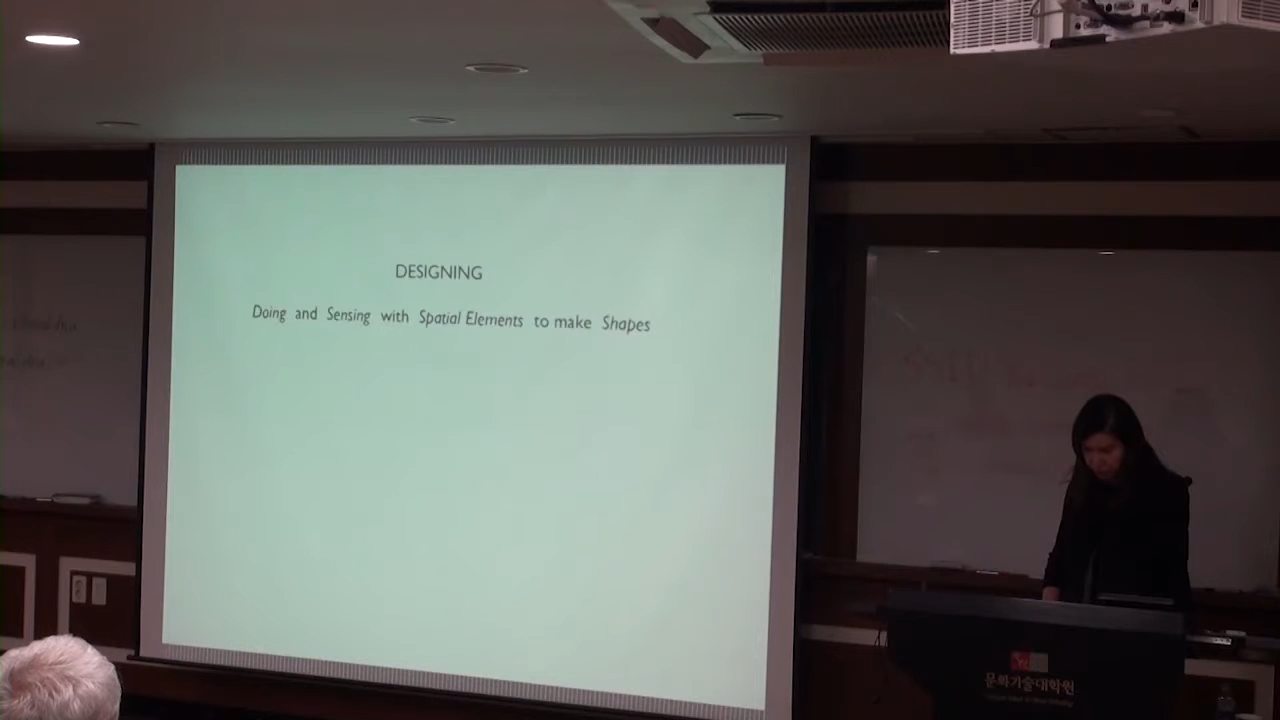 DESIGNING
Doing and Sensing with Spatial Elements to make Shapes
문화기술대학원